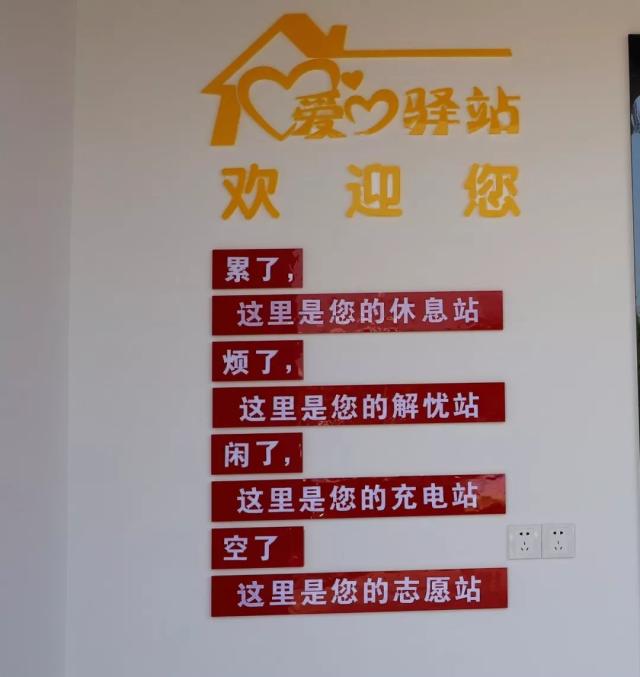 爱心驿站
欢迎您
累了，
这里是您的休息站
烦了，
这里是您的解忧站
闲了，
这里是您的充电站
空了
这里是您的志愿站